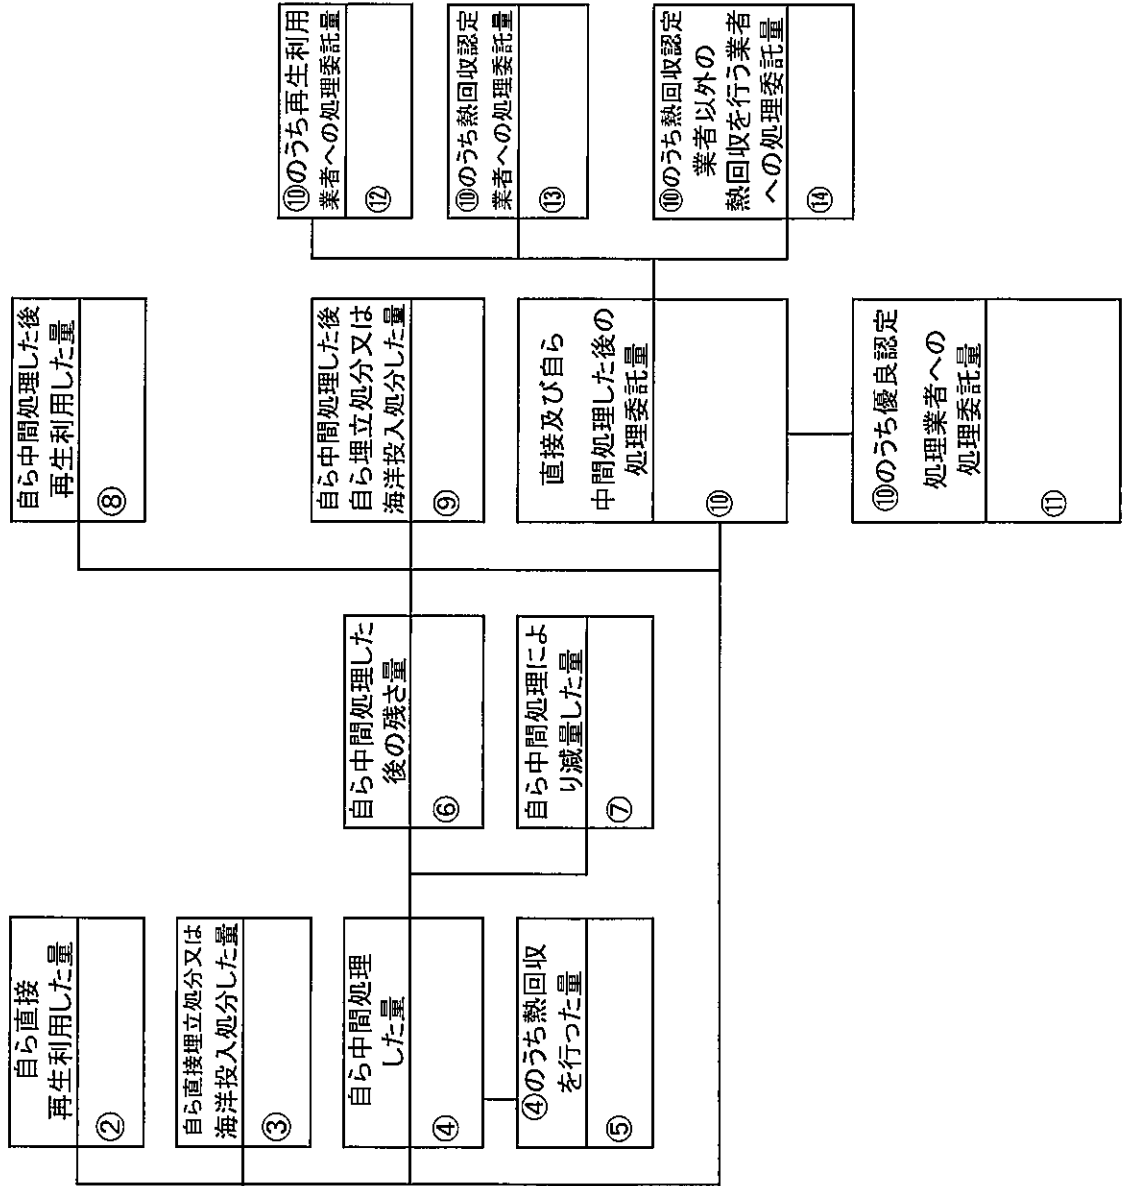 自ら直接
再生利用した量
②
自ら直接埋立処分又は
海洋投入処分した量
③
自ら中間処理
した量
④
④のうち熱回収
を行った量
⑤
自ら中間処理した
後の残さ量
⑥
自ら中間処理によ
り減量した量
⑦
自ら中間処理した後
再生利用した量
⑧
自ら中間処理した後
自ら埋立処分又は
海洋投入処分した量
⑨
直接及び自ら
中間処理した後の
処理委託量
⑩
⑩のうち優良認定
処理業者への
処理委託量
⑪
⑩のうち再生利用
業者への処理委託量
⑫
⑩のうち熱回収認定
業者への処理委託量
⑬
⑩のうち熱回収認定
業者以外の
熱回収を行う業者
への処理委託量
⑭